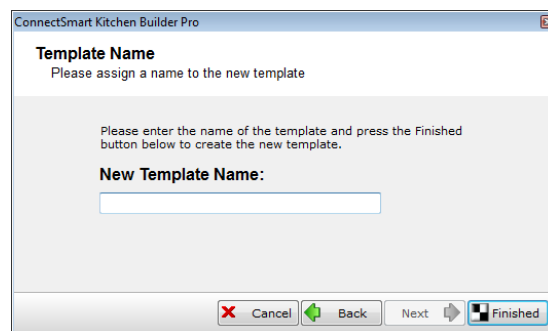 ConnectSmart Kitchen Builder Pro
Template Name
Please assign a name to the new template
Please enter the name of the template and press the Finished
button below to create the new template.
New Template Name:
Cancel Back Next Finished